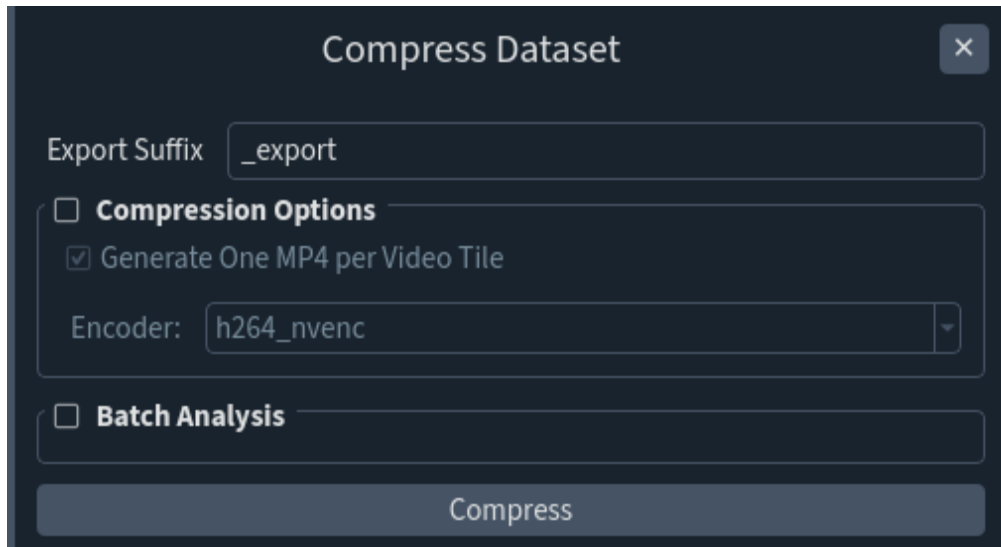 Compress Dataset
Export Suffix _export
Compression Options
Generate One MP4 per Video Tile
Encoder: h264_nvenc
Batch Analysis
Compress